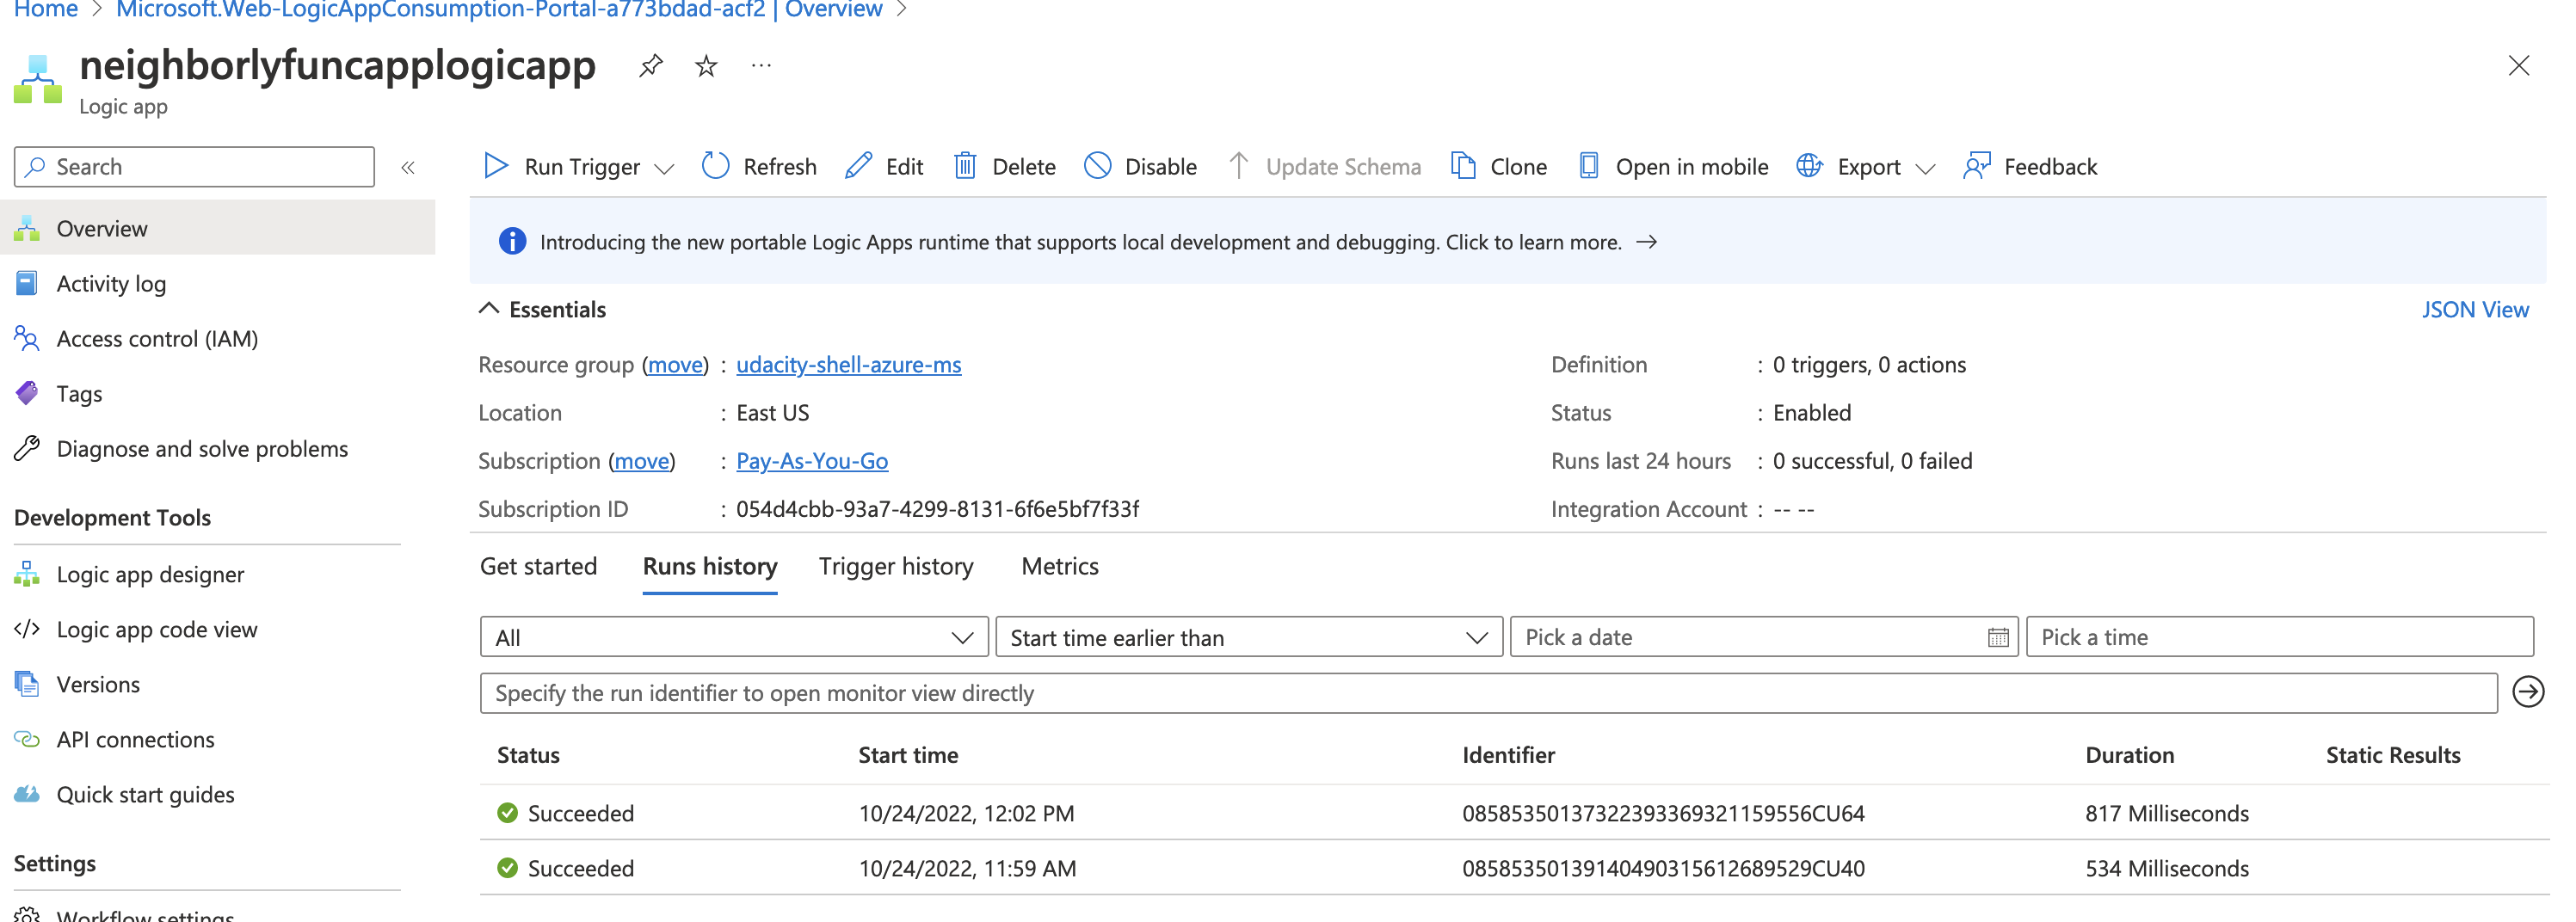 Home > Microsoft.Web-LogicAppConsumption-Portal-a773bdad-acf2 | Overview >
neighborlyfuncapplogicapp
Logic app
Search
Run Trigger Refresh Edit Delete Disable Update Schema Clone Open in mobile Export Feedback
Overview
Activity log
Access control (IAM)
Tags
Diagnose and solve problems
Development Tools
Logic app designer
Logic app code view
Versions
API connections
Quick start guides
Settings
Workflow settings
Introducing the new portable Logic Apps runtime that supports local development and debugging. Click to learn more. →
Essentials JSON View
Resource group (move) : udacity-shell-azure-ms
Location : East US
Subscription (move) : Pay-As-You-Go
Subscription ID : 054d4cbb-93a7-4299-8131-6f6e5bf7f33f
Definition : 0 triggers, 0 actions
Status : Enabled
Runs last 24 hours : 0 successful, 0 failed
Integration Account : -- --
Get started Runs history Trigger history Metrics
All Start time earlier than Pick a date Pick a time
Specify the run identifier to open monitor view directly
Status Start time Identifier Duration Static Results
Succeeded 10/24/2022, 12:02 PM 08585350137322393369321159556CU64 817 Milliseconds
Succeeded 10/24/2022, 11:59 AM 08585350139140490315612689529CU40 534 Milliseconds